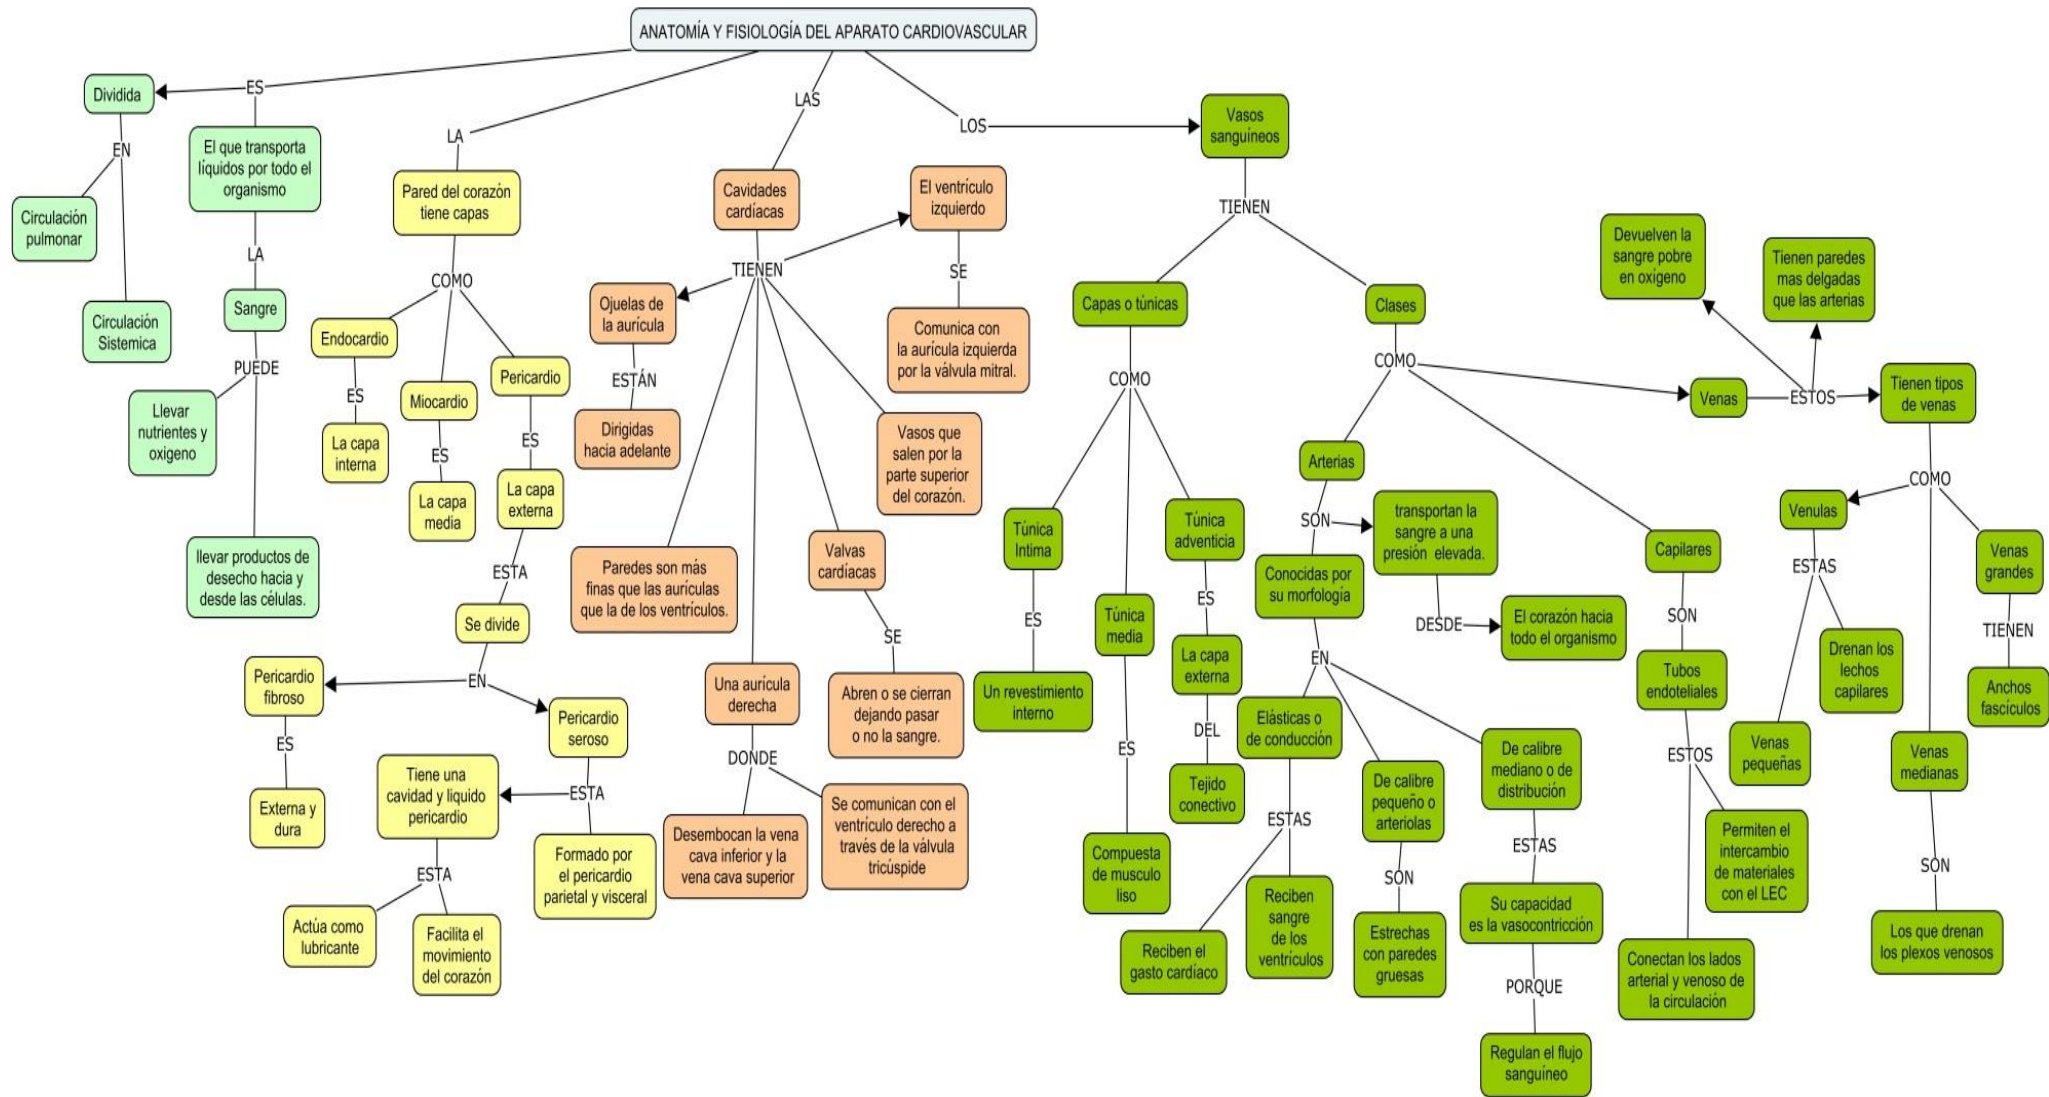 ANATOMÍA Y FISIOLOGÍA DEL APARATO CARDIOVASCULAR
ES
Dividida
EN
Circulación
pulmonar
Circulación
Sistemica
El que transporta
líquidos por todo el
organismo
LA
Sangre
PUEDE
Llevar
nutrientes y
oxigeno
llevar productos de
desecho hacia y
desde las células.
LA
Pared del corazón
tiene capas
COMO
Endocardio
ES
La capa
interna
Miocardio
ES
La capa
media
Pericardio
ES
La capa
externa
ESTA
Se divide
EN
Pericardio
fibroso
ES
Externa y
dura
Pericardio
seroso
ESTA
Tiene una
cavidad y liquido
pericardio
ESTA
Actúa como
lubricante
Facilita el
movimiento
del corazón
Formado por
el pericardio
parietal y visceral
LAS
Cavidades
cardíacas
TIENEN
Ojuelas de
la aurícula
ESTÁN
Dirigidas
hacia adelante
El ventrículo
izquierdo
SE
Comunica con
la aurícula izquierda
por la válvula mitral.
Paredes son más
finas que las aurículas
que la de los ventrículos.
Una aurícula
derecha
DONDE
Desembocan la vena
cava inferior y la
vena cava superior
Se comunican con el
ventrículo derecho a
través de la válvula
tricúspide
Valvas
cardíacas
SE
Abren o se cierran
dejando pasar
o no la sangre.
Vasos que
salen por la
parte superior
del corazón.
LOS
Vasos
sanguíneos
TIENEN
Capas o túnicas
COMO
Túnica
Intima
ES
Un revestimiento
interno
Túnica
media
ES
Compuesta
de musculo
liso
Túnica
adventicia
ES
La capa
externa
DEL
Tejido
conectivo
Clases
COMO
Arterias
SON
transportan la
sangre a una
presión elevada.
DESDE
El corazón hacia
todo el organismo
Conocidas por
su morfología
EN
Elásticas o
de conducción
ESTAS
Reciben el
gasto cardíaco
Reciben
sangre
de los
ventrículos
De calibre
pequeño o
arteriolas
SON
Estrechas
con paredes
gruesas
De calibre
mediano o de
distribución
ESTAS
Su capacidad
es la vasocontricción
PORQUE
Regulan el flujo
sanguíneo
Capilares
SON
Tubos
endoteliales
ESTOS
Conectan los lados
arterial y venoso de
la circulación
Permiten el
intercambio
de materiales
con el LEC
Venas
ESTOS
Devuelven la
sangre pobre
en oxígeno
Tienen paredes
mas delgadas
que las arterias
Tienen tipos
de venas
COMO
Venulas
ESTAS
Venas
pequeñas
Drenan los
lechos
capilares
Venas
medianas
SON
Los que drenan
los plexos venosos
Venas
grandes
TIENEN
Anchos
fascículos